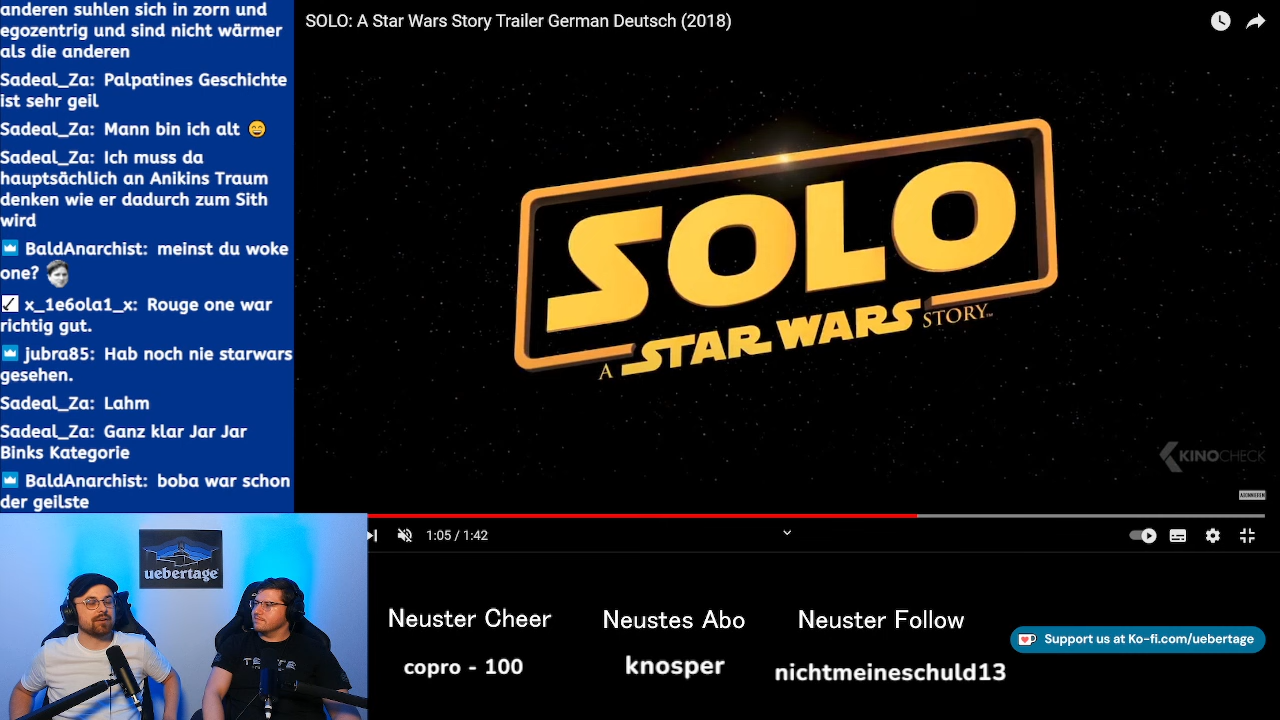 anderen suhlen sich in zorn und
egozentrig und sind nicht wärmer
als die anderen
Sadeal_Za: Palpatines Geschichte
ist sehr geil
Sadeal_Za: Mann bin ich alt 😄
Sadeal_Za: Ich muss da
hauptsächlich an Anikins Traum
denken wie er dadurch zum Sith
wird
BaldAnarchist: meinst du woke
one?
x_1e6ola1_x: Rouge one war
richtig gut.
jubra85: Hab noch nie starwars
gesehen.
Sadeal_Za: Lahm
Sadeal_Za: Ganz klar Jar Jar
Binks Kategorie
BaldAnarchist: boba war schon
der geilste
SOLO: A Star Wars Story Trailer German Deutsch (2018)
SOLO
A STAR WARS STORY™
KINOCHECK
ABONNIEREN
1:05 / 1:42
uebertage
Neuster Cheer
copro - 100
Neustes Abo
knosper
Neuster Follow
nichtmeineschuld13
Support us at Ko-fi.com/uebertage